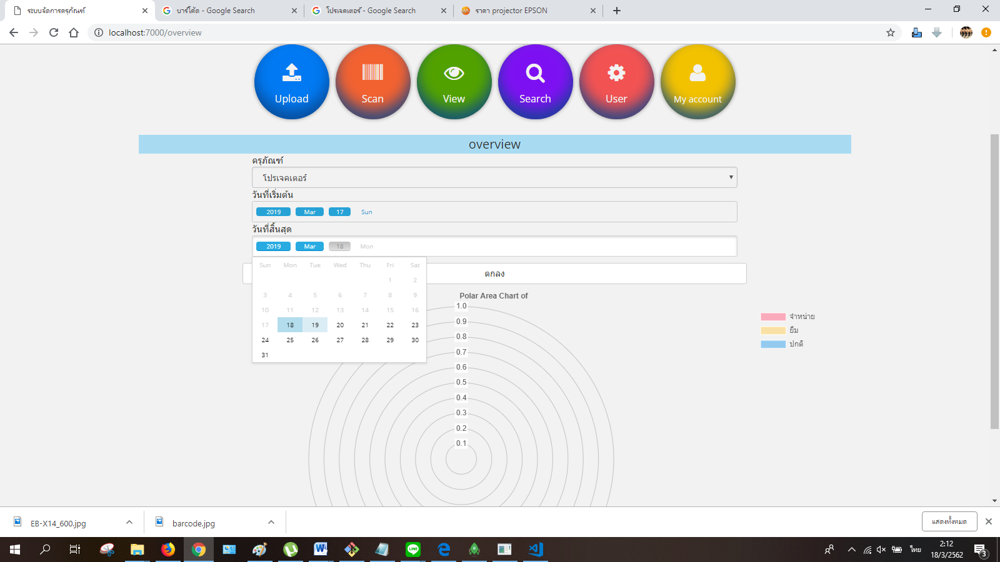 ระบบจัดการครุภัณฑ์
บาร์โค้ด - Google Search
โปรเจคเตอร์ - Google Search
ราคา projector EPSON
localhost:7000/overview
Upload
Scan
View
Search
User
My account
overview
ครุภัณฑ์
โปรเจคเตอร์
วันที่เริ่มต้น
2019 Mar 17 Sun
วันที่สิ้นสุด
2019 Mar 18 Mon
Sun Mon Tue Wed Thu Fri Sat
1 2
3 4 5 6 7 8 9
10 11 12 13 14 15 16
17 18 19 20 21 22 23
24 25 26 27 28 29 30
31
ตกลง
Polar Area Chart of
1.0
0.9
0.8
0.7
0.6
0.5
0.4
0.3
0.2
0.1
จำหน่าย
ยืม
ปกติ
EB-X14_600.jpg
barcode.jpg
แสดงทั้งหมด
LINE
ไทย
2:12
18/3/2562
3